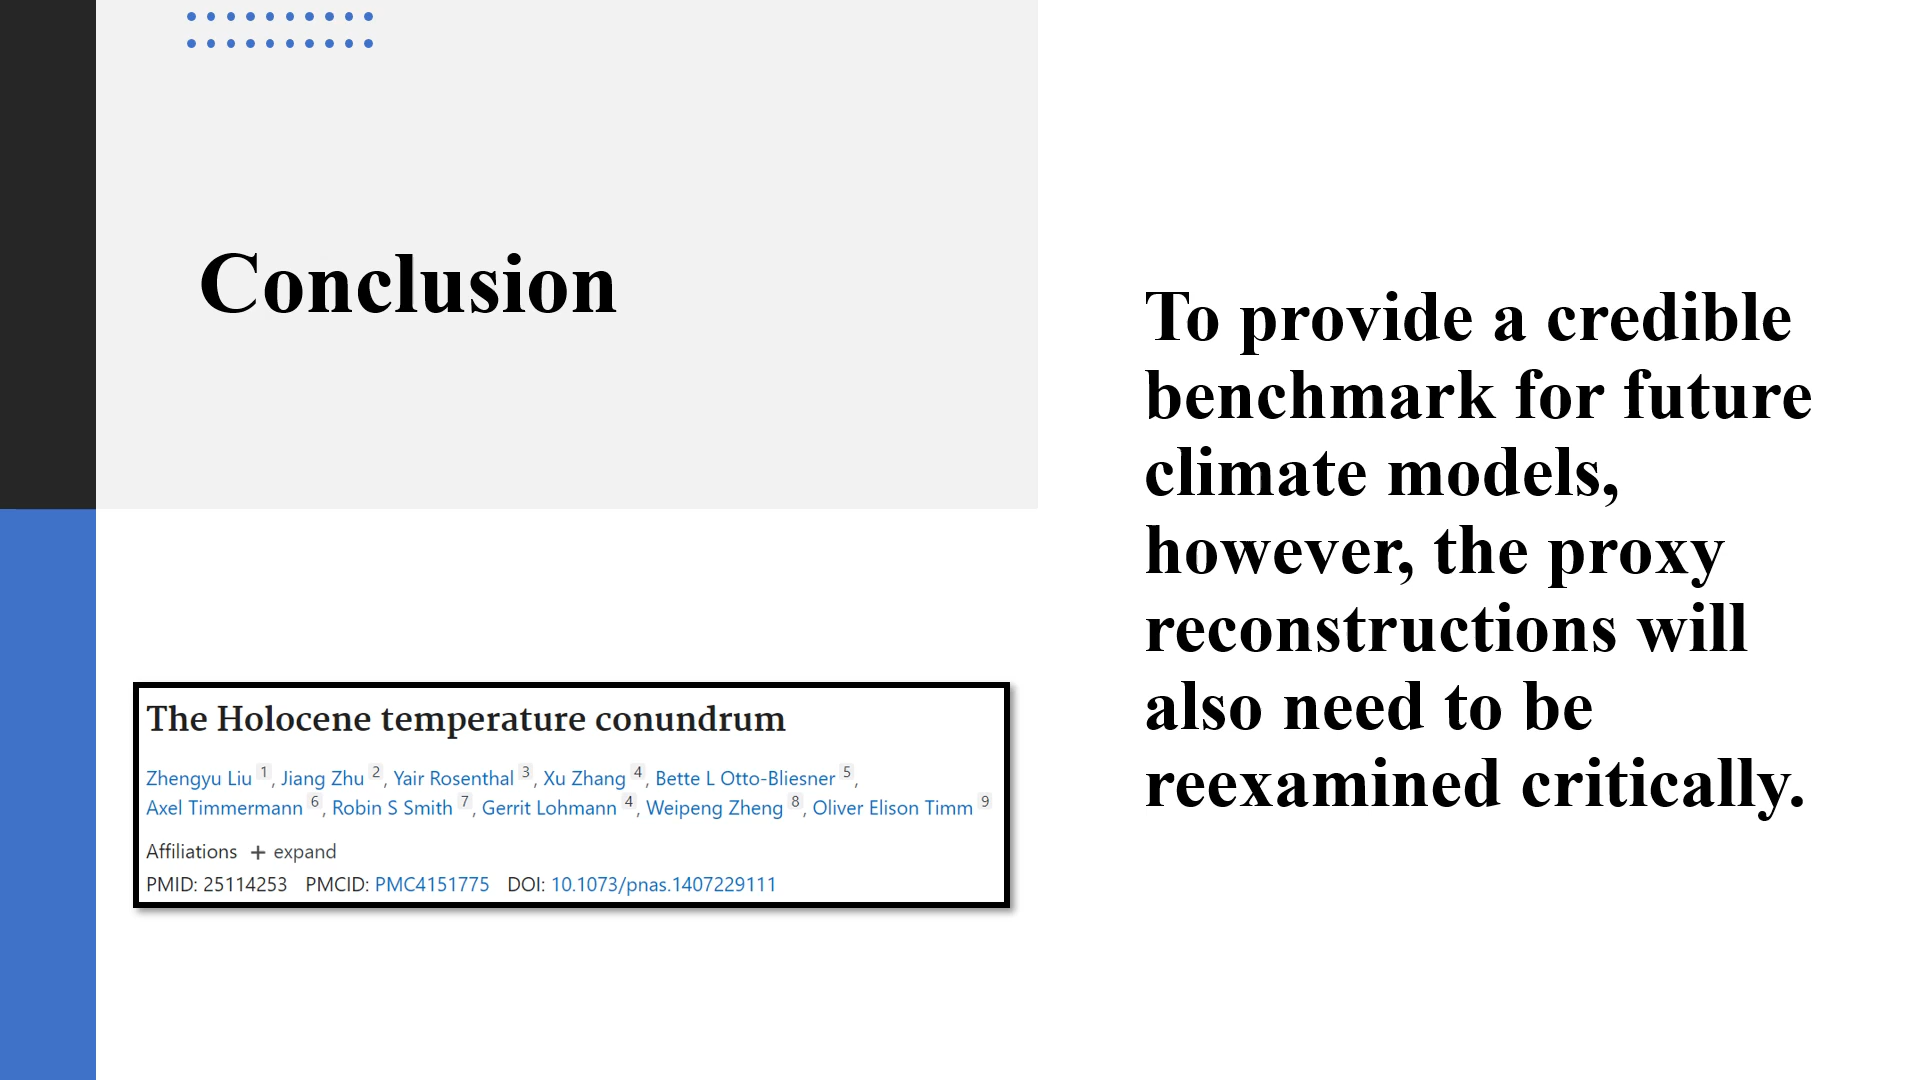 Conclusion
To provide a credible
benchmark for future
climate models,
however, the proxy
reconstructions will
also need to be
reexamined critically.
The Holocene temperature conundrum
Zhengyu Liu 1, Jiang Zhu 2, Yair Rosenthal 3, Xu Zhang 4, Bette L Otto-Bliesner 5,
Axel Timmermann 6, Robin S Smith 7, Gerrit Lohmann 4, Weipeng Zheng 8, Oliver Elison Timm 9
Affiliations + expand
PMID: 25114253 PMCID: PMC4151775 DOI: 10.1073/pnas.1407229111